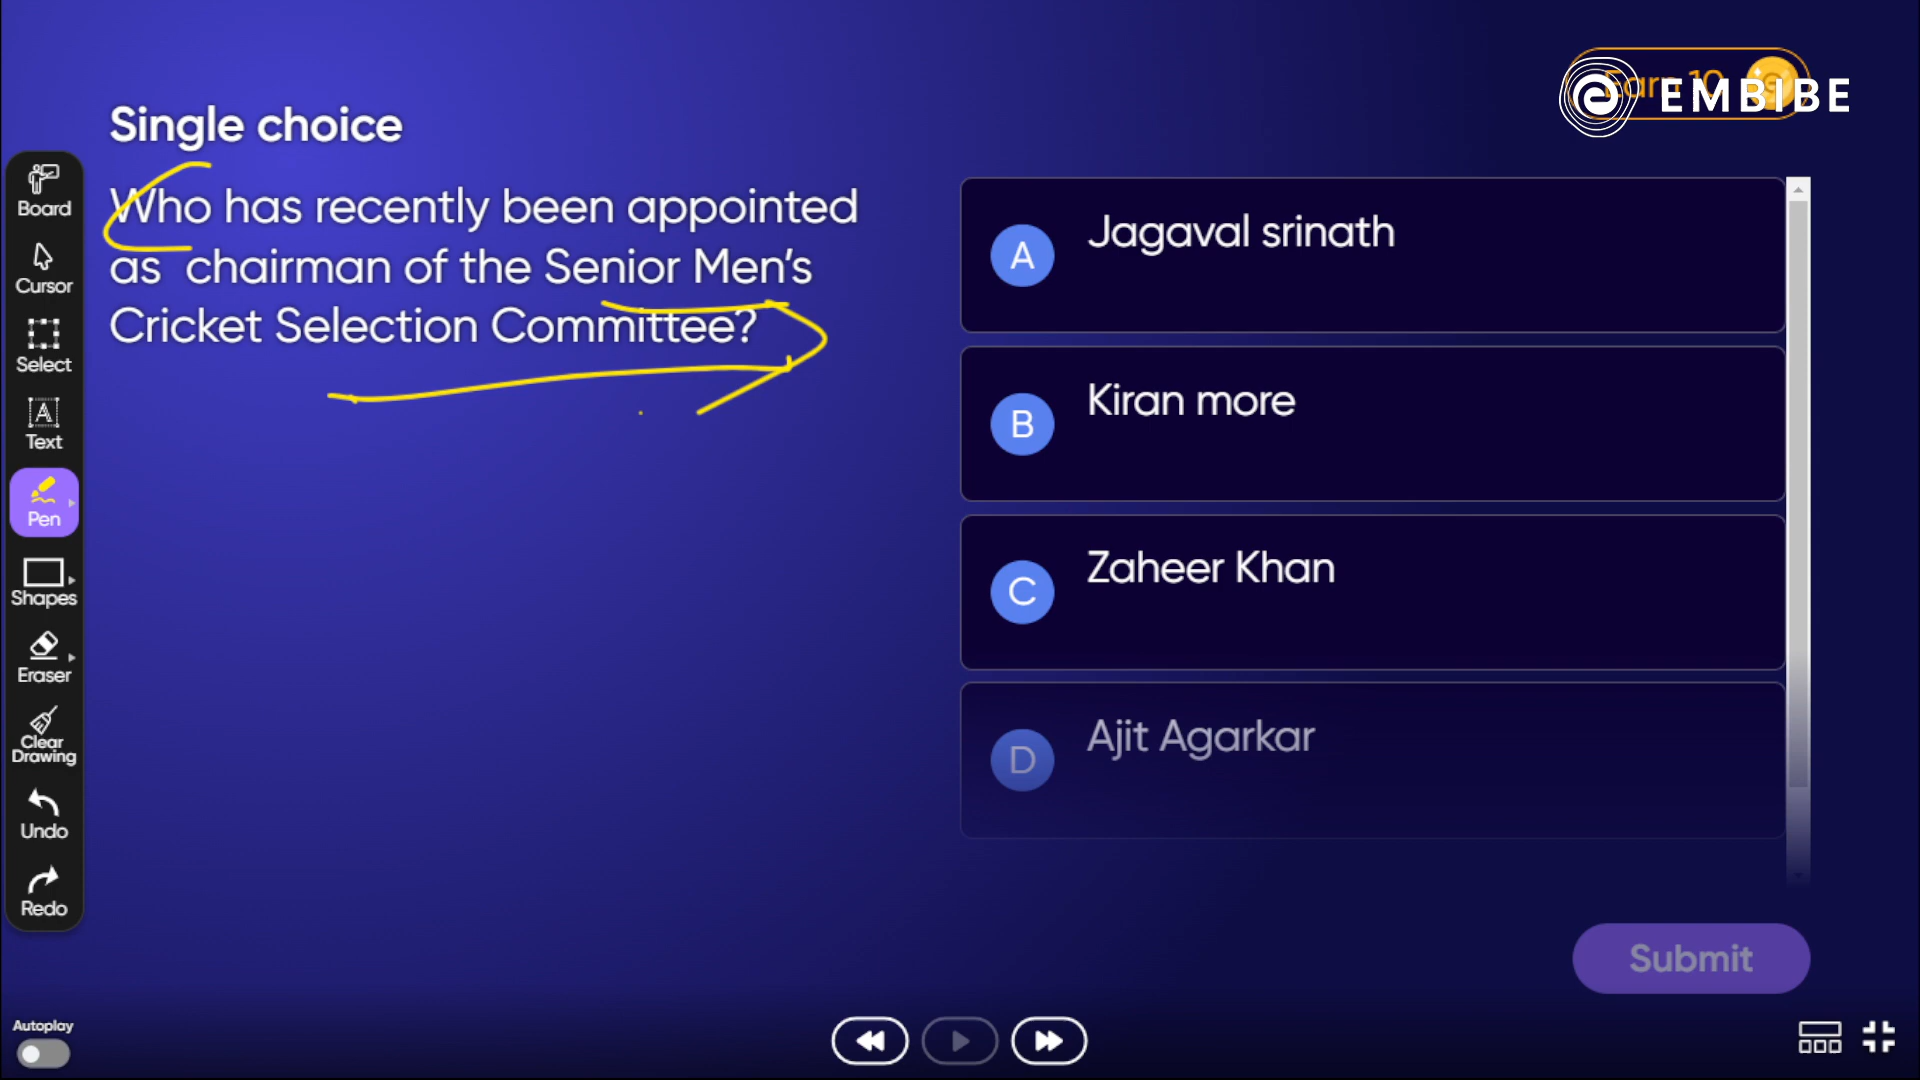 Earn 10
EMBIBE
Single choice
Who has recently been appointed
as chairman of the Senior Men's
Cricket Selection Committee?
A
Jagaval srinath
B
Kiran more
C
Zaheer Khan
D
Ajit Agarkar
Submit
Board
Cursor
Select
Text
Pen
Shapes
Eraser
Clear
Drawing
Undo
Redo
Autoplay